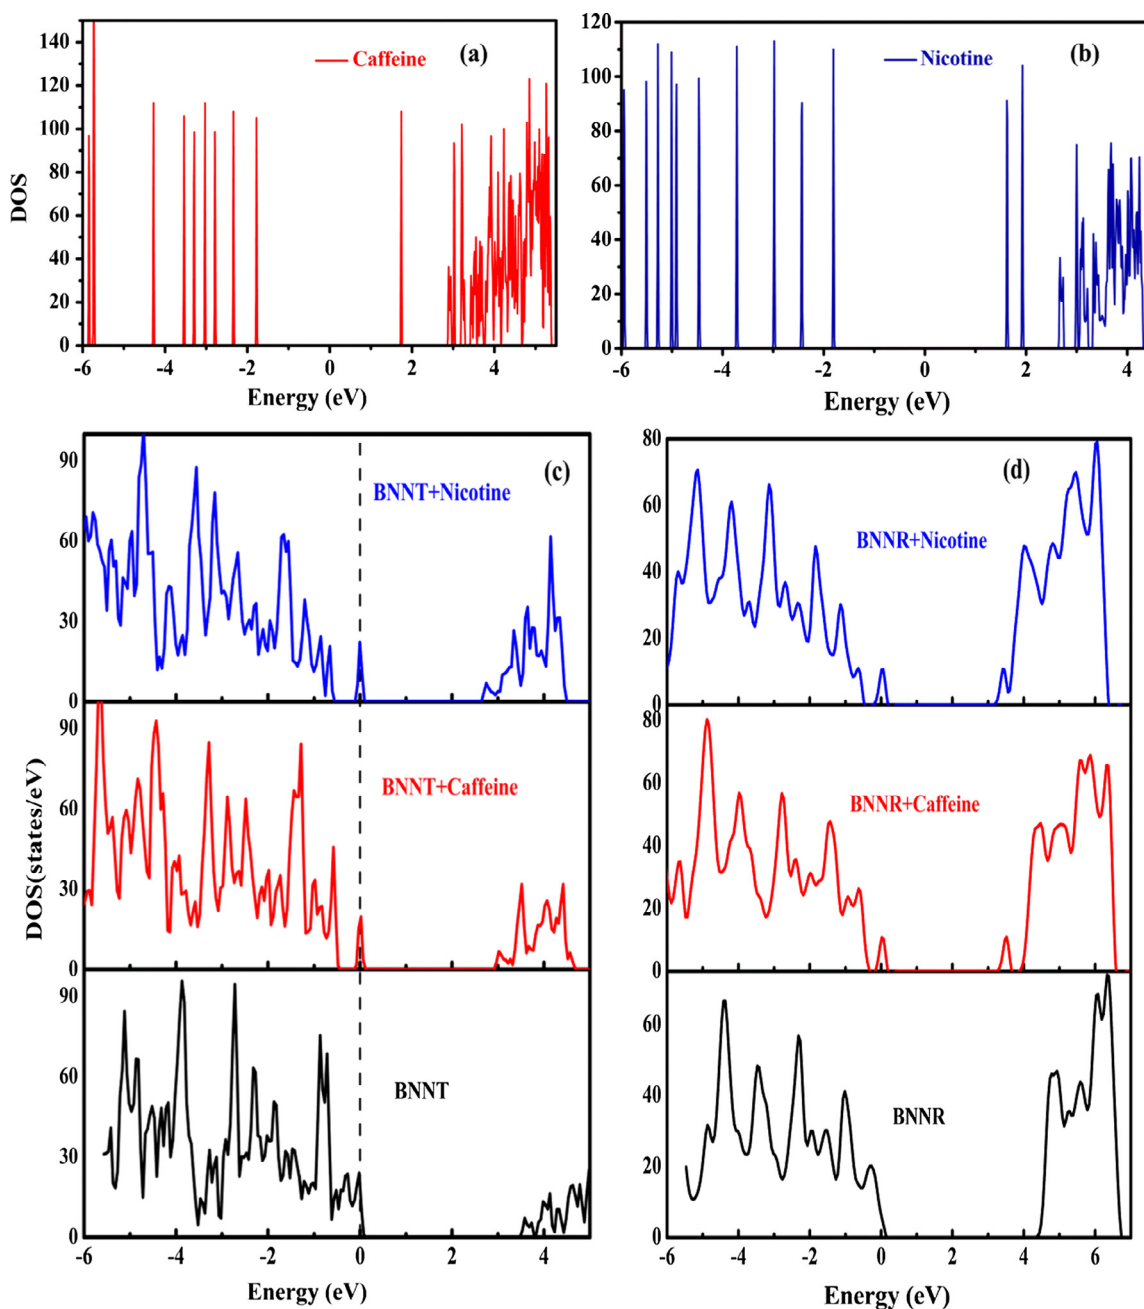 (a)
Caffeine
DOS
140
120
100
80
60
40
20
0
-6 -4 -2 0 2 4
Energy (eV)
(b)
Nicotine
120
100
80
60
40
20
0
-6 -4 -2 0 2 4
Energy (eV)
(c)
BNNT+Nicotine
90
60
30
0
BNNT+Caffeine
90
60
30
0
BNNT
90
60
30
0
DOS(states/eV)
-6 -4 -2 0 2 4
Energy (eV)
(d)
BNNR+Nicotine
80
60
40
20
0
BNNR+Caffeine
80
60
40
20
0
BNNR
60
40
20
0
-6 -4 -2 0 2 4 6
Energy (eV)